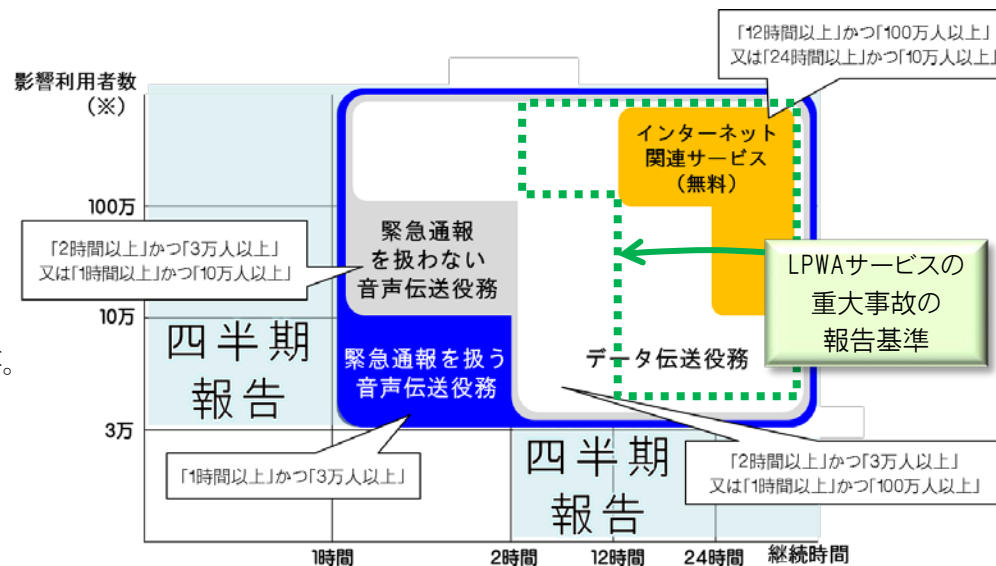 「12時間以上」かつ「100万人以上」
又は「24時間以上」かつ「10万人以上」
影響利用者数
（※）
インターネット
関連サービス
（無料）
100万
「2時間以上」かつ「3万人以上」
又は「1時間以上」かつ「10万人以上」
緊急通報
を扱わない
音声伝送役務
LPWAサービスの
重大事故の
報告基準
10万
四半期
報告
緊急通報を扱う
音声伝送役務
データ伝送役務
。
3万
「1時間以上」かつ「3万人以上」
四半期
報告
「2時間以上」かつ「3万人以上」
又は「1時間以上」かつ「100万人以上」
1時間
2時間
12時間
24時間
継続時間